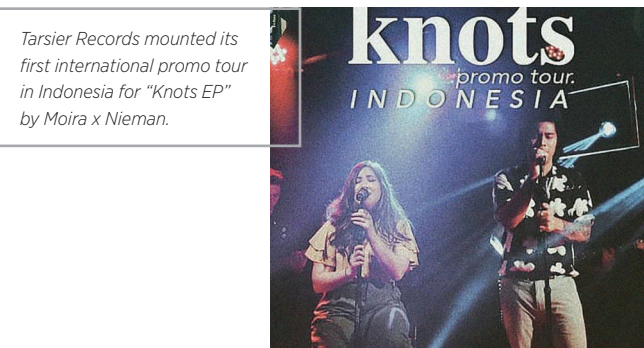 Tarsier Records mounted its
first international promo tour
in Indonesia for “Knots EP”
by Moira x Nieman.
knots
promo tour.
INDONESIA